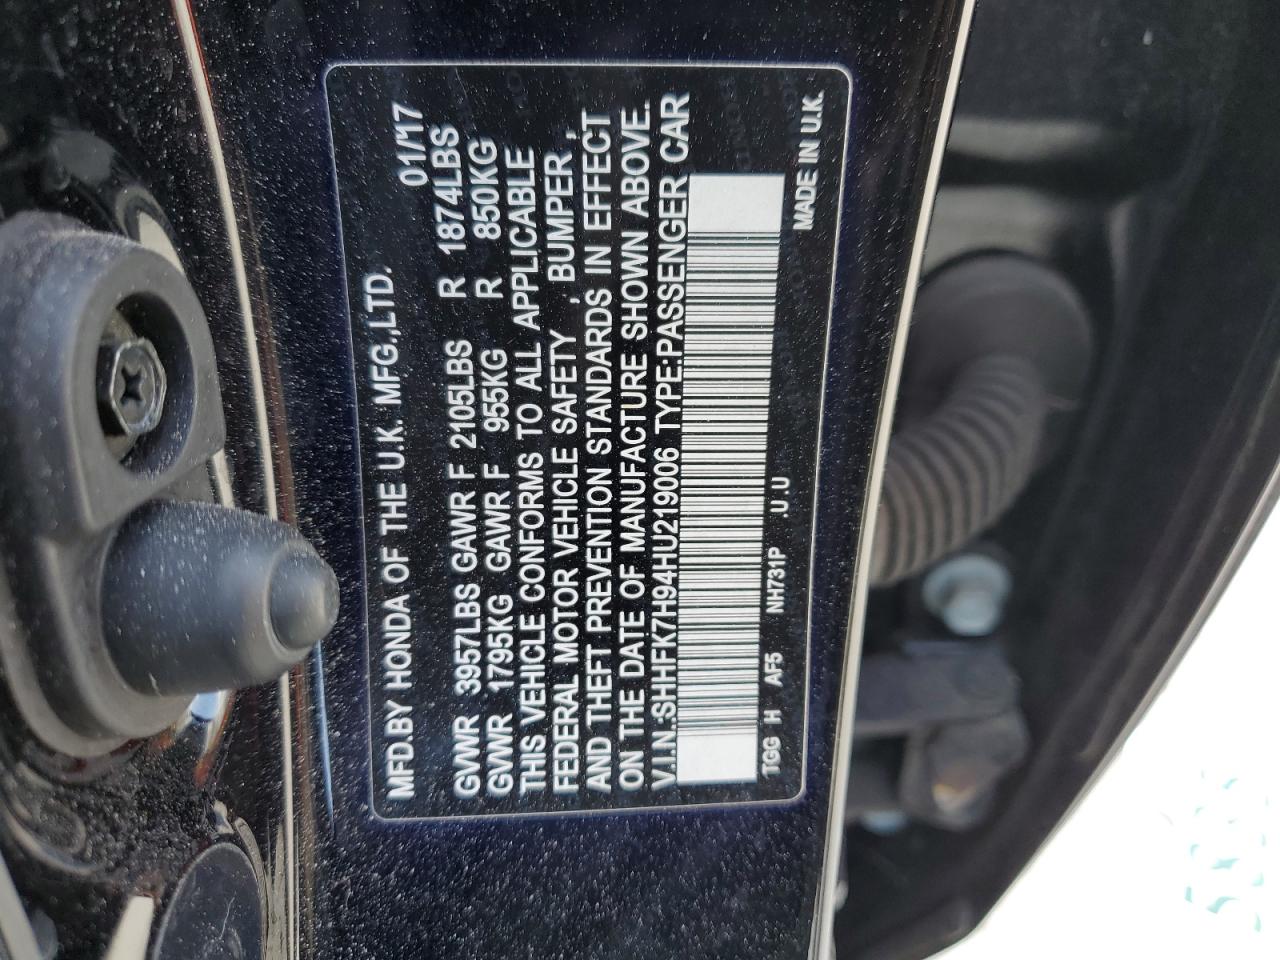 MFD.BY HONDA OF THE U.K. MFG.,LTD. 01/17
GVWR 3957LBS GAWR F 2105LBS R 1874LBS
GVWR 1795KG GAWR F 955KG R 850KG
THIS VEHICLE CONFORMS TO ALL APPLICABLE
FEDERAL MOTOR VEHICLE SAFETY , BUMPER ,
AND THEFT PREVENTION STANDARDS IN EFFECT
ON THE DATE OF MANUFACTURE SHOWN ABOVE.
V.I.N.:SHHFK7H94HU219006 TYPE:PASSENGER CAR
TGG H AF5 NH731P .U.U MADE IN U.K.